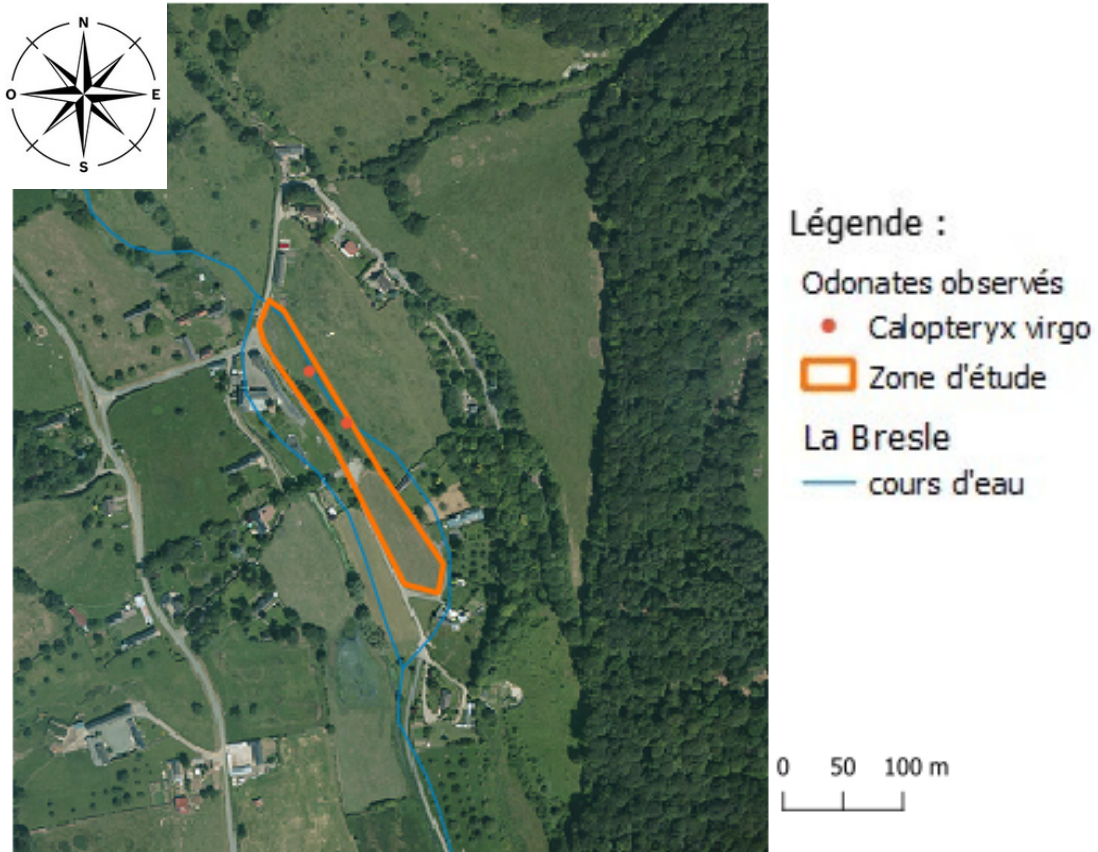 N
O
E
S
Légende :
Odonates observés
Calopteryx virgo
Zone d'étude
La Bresle
cours d'eau
0 50 100 m